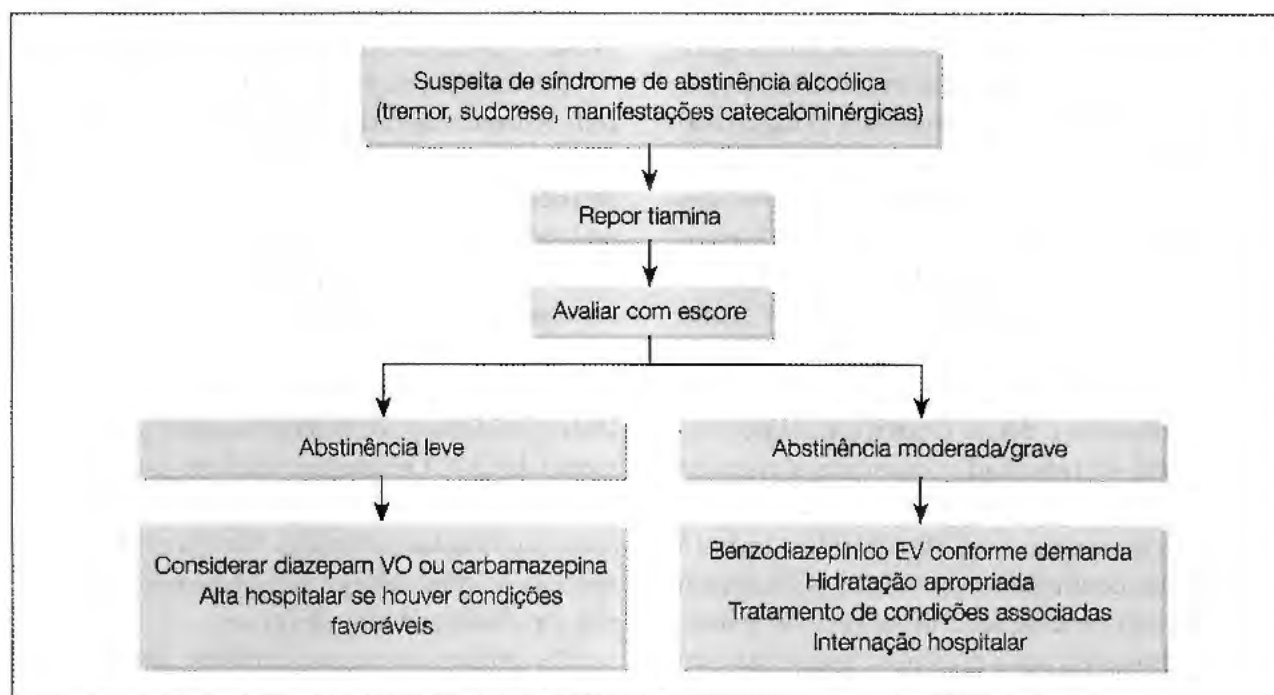 Suspeita de síndrome de abstinência alcoólica
(tremor, sudorese, manifestações catecalominérgicas)
Repor tiamina
Avaliar com escore
Abstinência leve
Abstinência moderada/grave
Considerar diazepam VO ou carbamazepina
Alta hospitalar se houver condições
favoráveis
Benzodiazepínico EV conforme demanda
Hidratação apropriada
Tratamento de condições associadas
Internação hospitalar